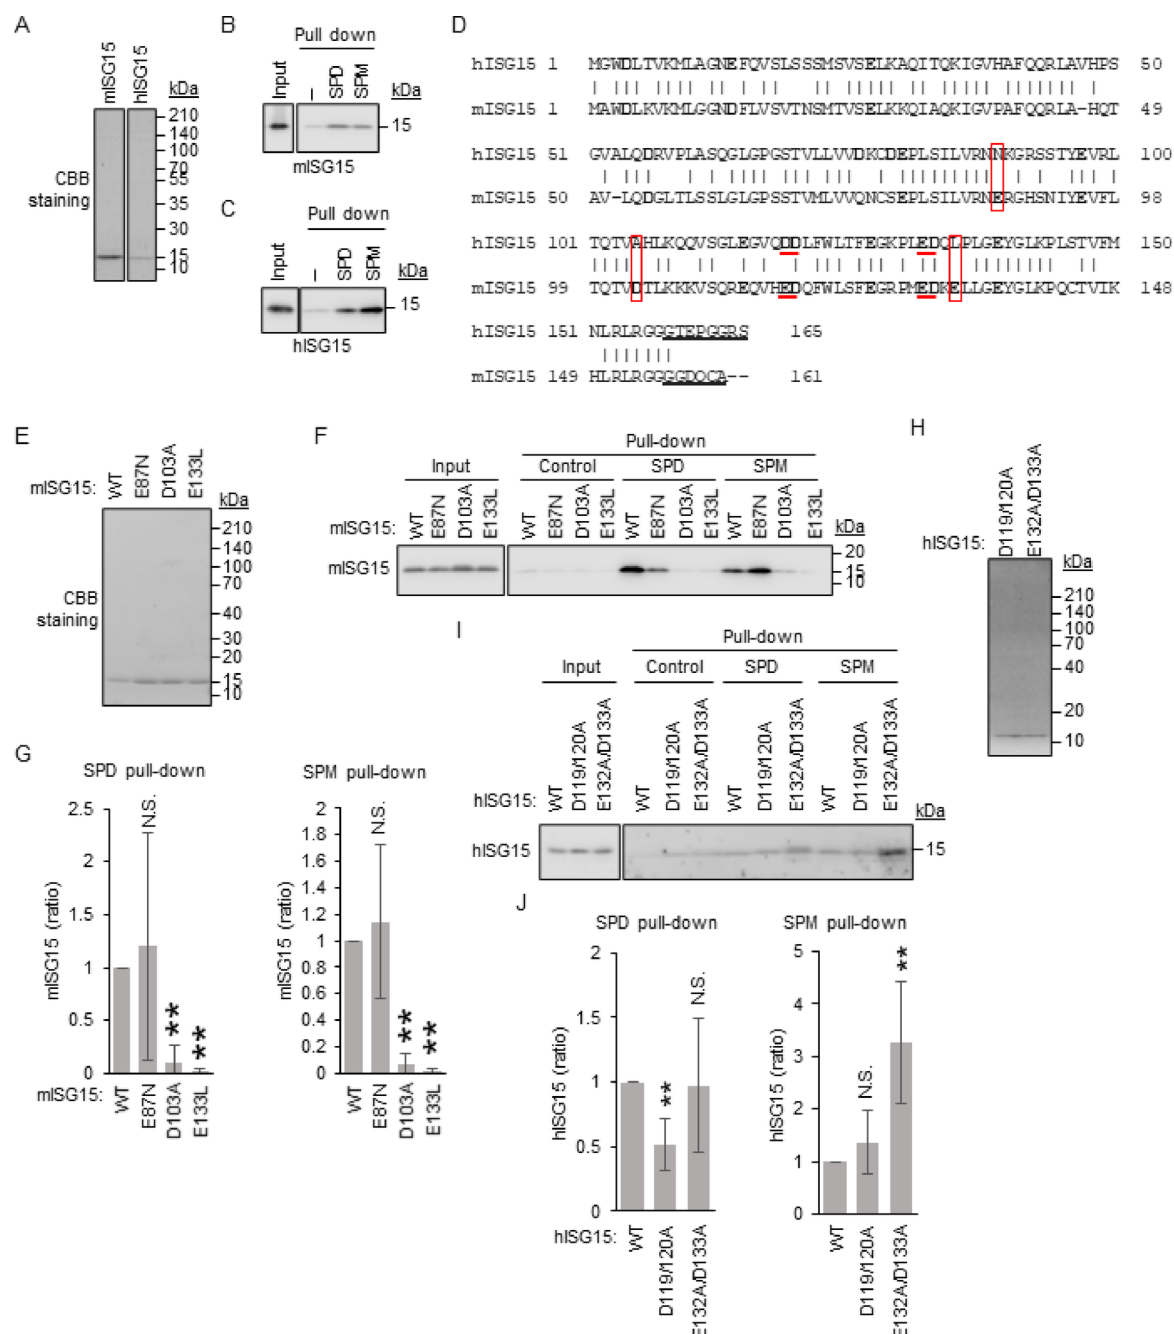 A
mISG15
hISG15
kDa
210
140
100
70
55
35
30
15
10
CBB
staining
B
Pull down
Input
–
SPD
SPM
kDa
15
mISG15
C
Pull down
Input
–
SPD
SPM
kDa
15
hISG15
D
hISG15 1 MGWDLTVKMLAGNEFQVSLSSSMSVSELKAQITQKIGVHAFQQRLAVHPS 50
mISG15 1 MAWDLKVKMLGGNDFLVSVTNSMTVSELKKQIAQKIGVPAFQQRLA-HQT 49
hISG15 51 GVALQDRVPLASQGLGPGSTVLLVVDKCDEPLSILVRNNKGRSSTYEVRL 100
mISG15 50 AV-LQDGLTLSSLGLGPSSTVMLVVQNCSEPLSILVRNERGHSNIYEVFL 98
hISG15 101 TQTVAHLKQQVSGLEGVQDDLFWLTFEGKPLEDQLPLGEYGLKPLSTVFM 150
mISG15 99 TQTVDTLKKKVSQREQVHEDQFWLSFEGRPMEDKELLGEYGLKPQCTVIK 148
hISG15 151 NLRLRGGGTEPGGRS 165
mISG15 149 HLRLRGGGGDQCA-- 161
E
mISG15:
WT
E87N
D103A
E133L
kDa
210
140
100
70
40
30
20
15
10
CBB
staining
F
Pull-down
Input
Control
SPD
SPM
mISG15:
WT
E87N
D103A
E133L
WT
E87N
D103A
E133L
WT
E87N
D103A
E133L
WT
E87N
D103A
E133L
kDa
mISG15
20
15
10
G
SPD pull-down
mISG15 (ratio)
2.5
2
1.5
1
0.5
0
N.S.
**
**
mISG15:
WT
E87N
D103A
E133L
SPM pull-down
mISG15 (ratio)
2
1.8
1.6
1.4
1.2
1
0.8
0.6
0.4
0.2
0
N.S.
**
**
WT
E87N
D103A
E133L
H
hISG15:
D119/120A
E132A/D133A
kDa
210
140
100
70
40
20
10
I
Pull-down
Input
Control
SPD
SPM
hISG15:
WT
D119/120A
E132A/D133A
WT
D119/120A
E132A/D133A
WT
D119/120A
E132A/D133A
WT
D119/120A
E132A/D133A
kDa
hISG15
15
J
SPD pull-down
hISG15 (ratio)
2
1.5
1
0.5
0
**
N.S.
hISG15:
WT
D119/120A
E132A/D133A
SPM pull-down
hISG15 (ratio)
5
4
3
2
1
0
N.S.
**
WT
D119/120A
E132A/D133A